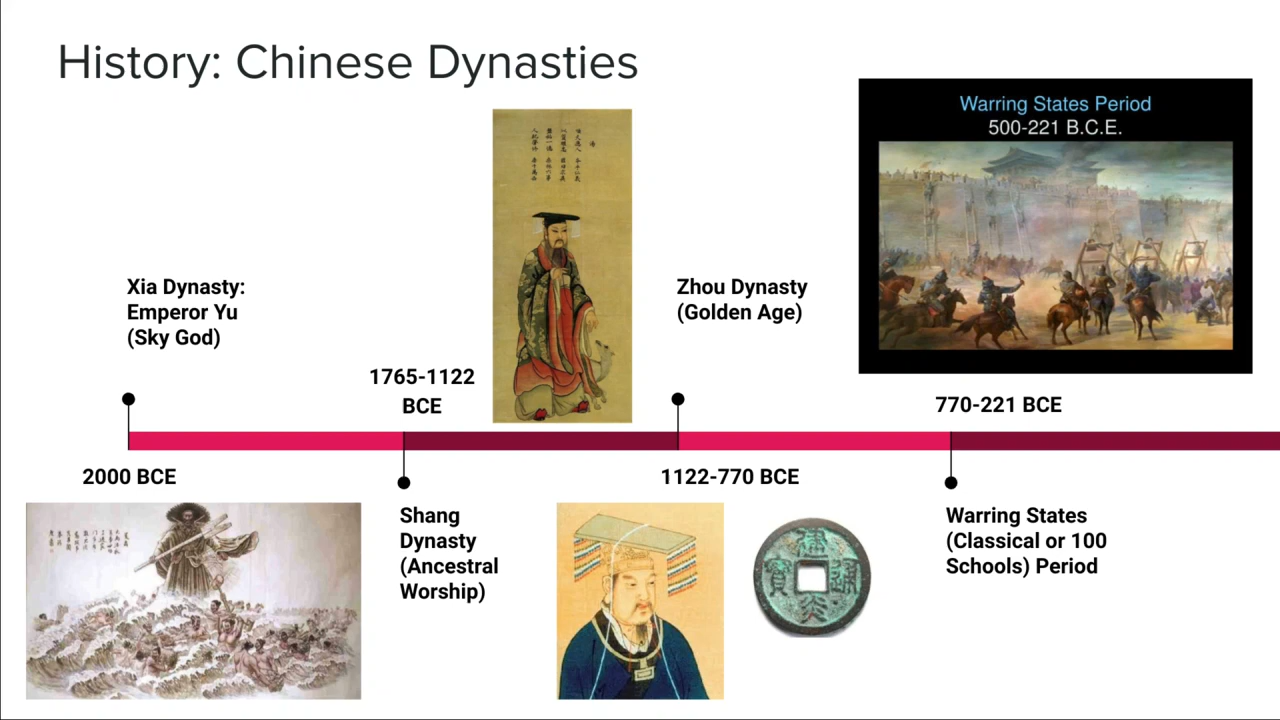 History: Chinese Dynasties
Warring States Period
500-221 B.C.E.
Xia Dynasty:
Emperor Yu
(Sky God)
Zhou Dynasty
(Golden Age)
1765-1122
BCE
770-221 BCE
2000 BCE
1122-770 BCE
Shang
Dynasty
(Ancestral
Worship)
Warring States
(Classical or 100
Schools) Period